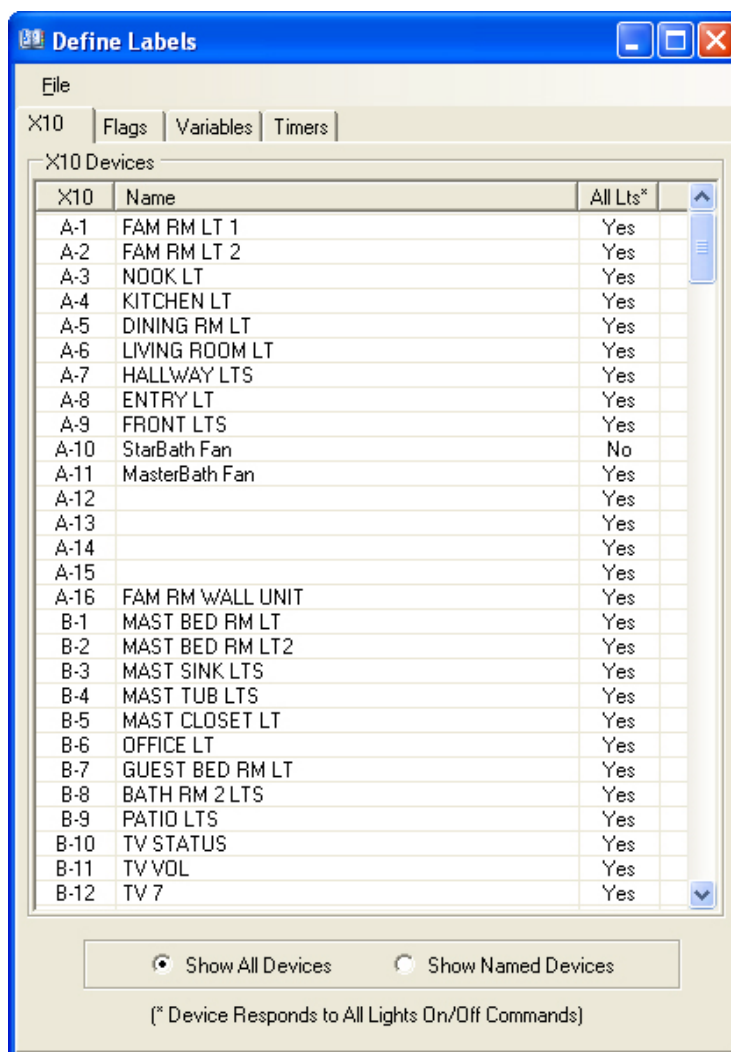 Define Labels
File
X10 Flags Variables Timers
X10 Devices
X10 Name All Lts*
A-1 FAM RM LT 1 Yes
A-2 FAM RM LT 2 Yes
A-3 NOOK LT Yes
A-4 KITCHEN LT Yes
A-5 DINING RM LT Yes
A-6 LIVING ROOM LT Yes
A-7 HALLWAY LTS Yes
A-8 ENTRY LT Yes
A-9 FRONT LTS Yes
A-10 StarBath Fan No
A-11 MasterBath Fan Yes
A-12 Yes
A-13 Yes
A-14 Yes
A-15 Yes
A-16 FAM RM WALL UNIT Yes
B-1 MAST BED RM LT Yes
B-2 MAST BED RM LT2 Yes
B-3 MAST SINK LTS Yes
B-4 MAST TUB LTS Yes
B-5 MAST CLOSET LT Yes
B-6 OFFICE LT Yes
B-7 GUEST BED RM LT Yes
B-8 BATH RM 2 LTS Yes
B-9 PATIO LTS Yes
B-10 TV STATUS Yes
B-11 TV VOL Yes
B-12 TV 7 Yes
Show All Devices Show Named Devices
(* Device Responds to All Lights On/Off Commands)